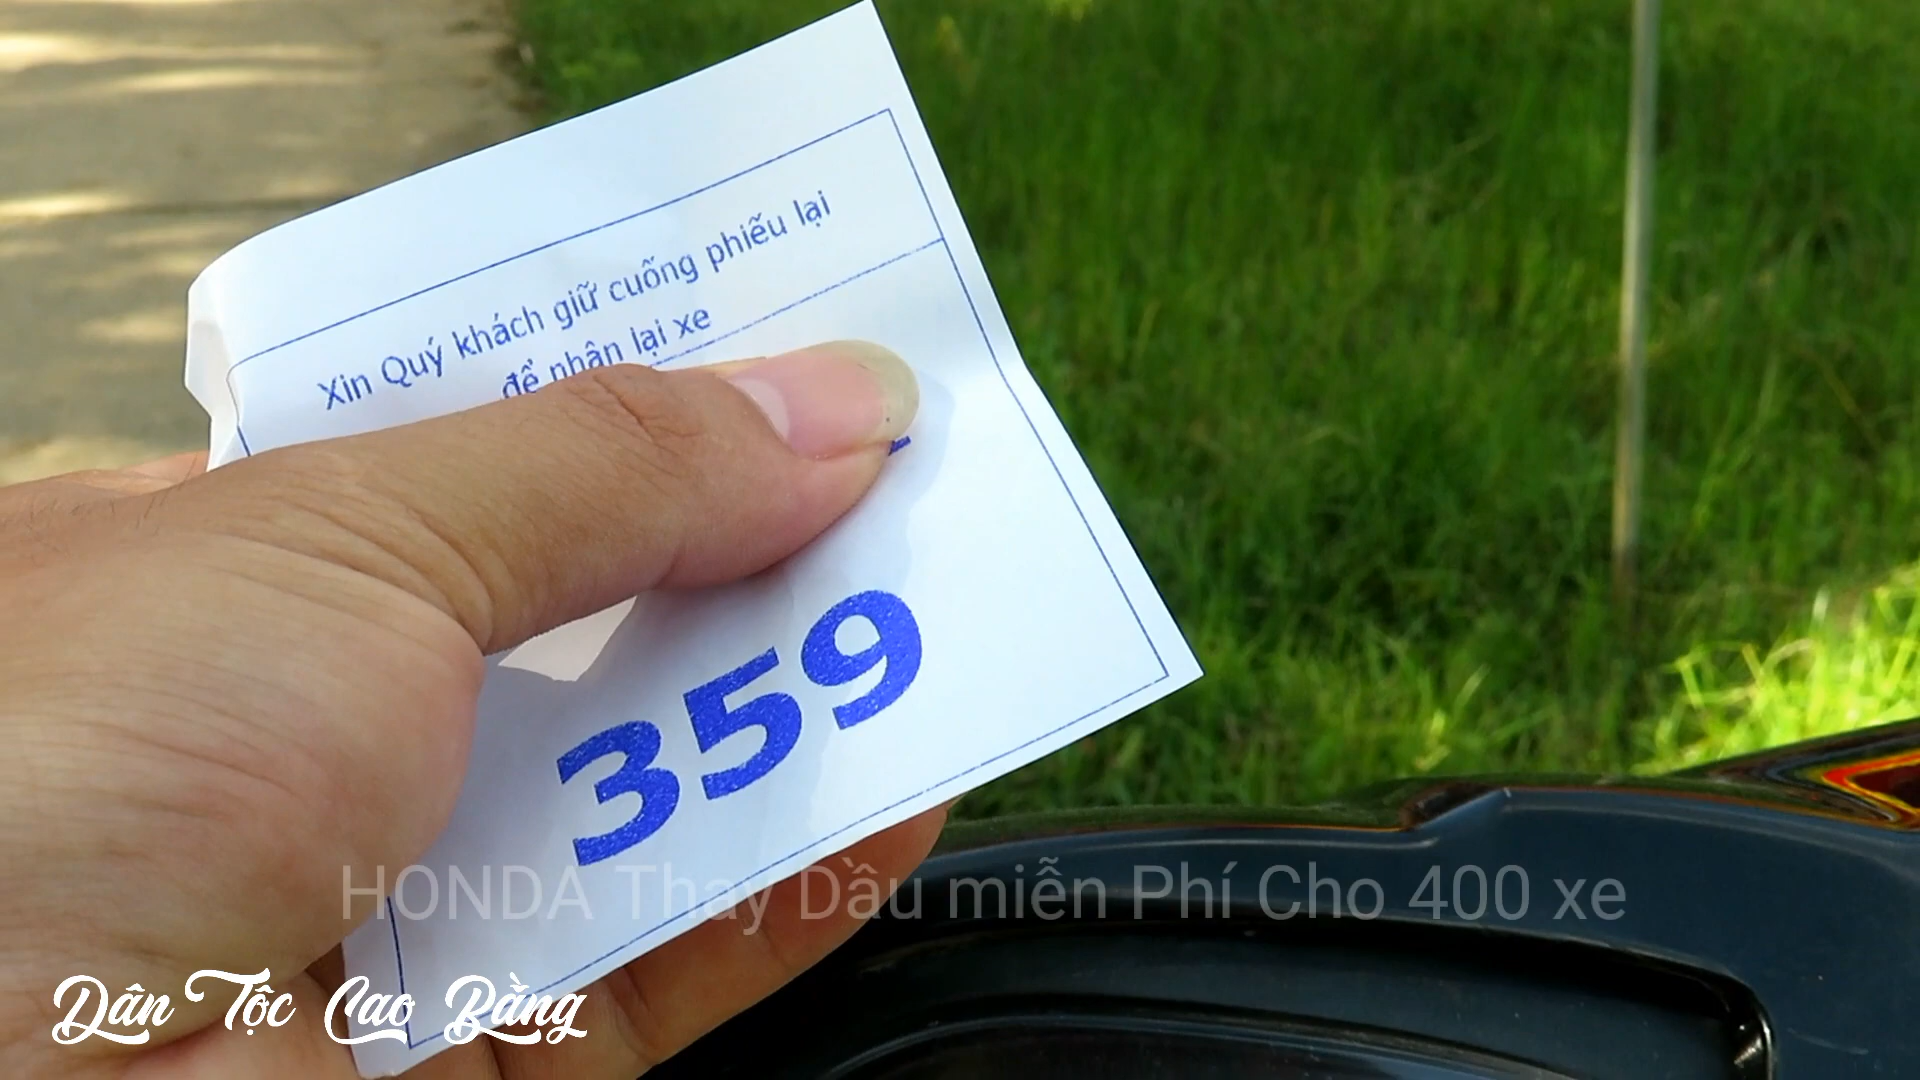 Xin Quý khách giữ cuống phiếu lại
để nhận lại xe
359
HONDA Thay Dầu miễn Phí Cho 400 xe
Dân Tộc Cao Bằng